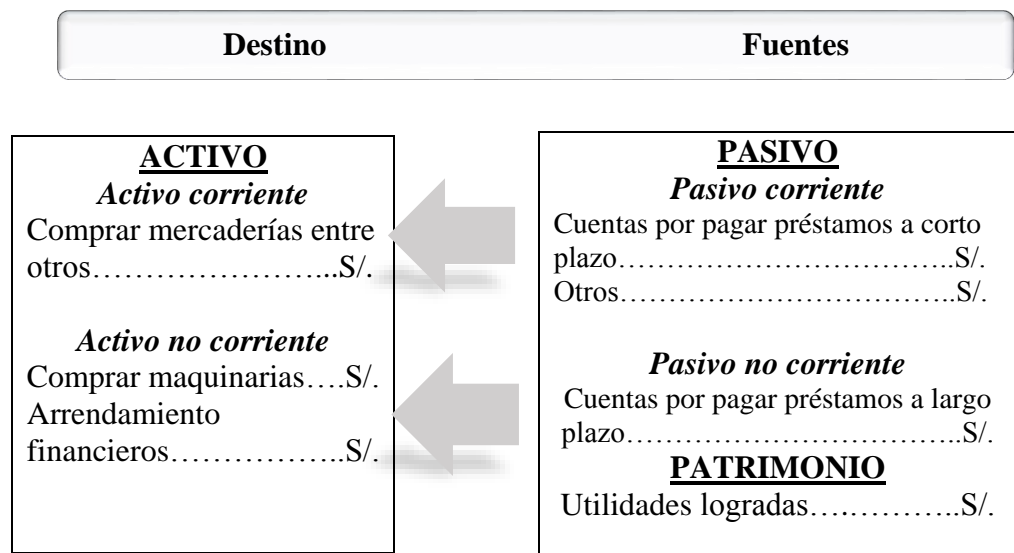 Destino
Fuentes
ACTIVO
Activo corriente
Comprar mercaderías entre
otros…………………...S/.
Activo no corriente
Comprar maquinarias….S/.
Arrendamiento
financieros……………..S/.
PASIVO
Pasivo corriente
Cuentas por pagar préstamos a corto
plazo……………………………..S/.
Otros……………………………..S/.
Pasivo no corriente
Cuentas por pagar préstamos a largo
plazo……………………………..S/.
PATRIMONIO
Utilidades logradas….………..S/.